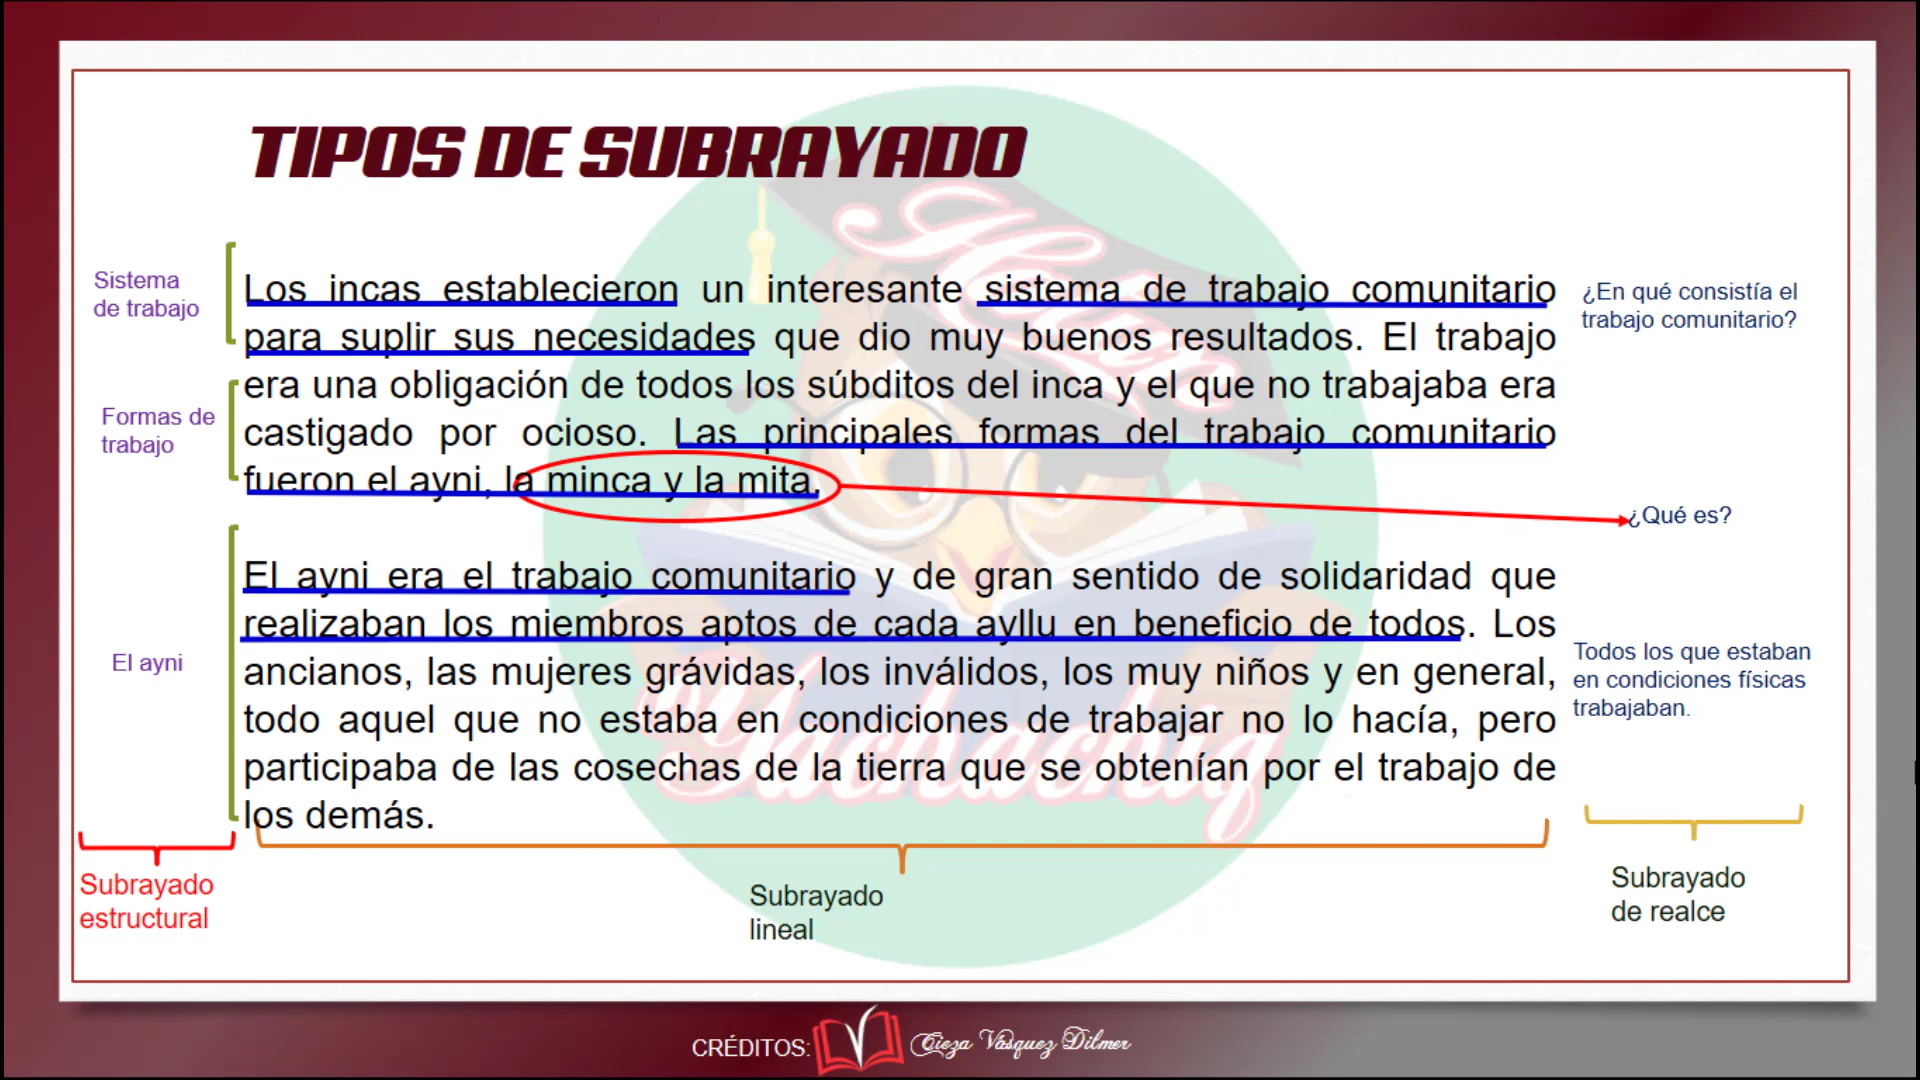 TIPOS DE SUBRAYADO
Sistema
de trabajo
Formas de
trabajo
El ayni
Los incas establecieron un interesante sistema de trabajo comunitario
para suplir sus necesidades que dio muy buenos resultados. El trabajo
era una obligación de todos los súbditos del inca y el que no trabajaba era
castigado por ocioso. Las principales formas del trabajo comunitario
fueron el ayni, la minca y la mita.
El ayni era el trabajo comunitario y de gran sentido de solidaridad que
realizaban los miembros aptos de cada ayllu en beneficio de todos. Los
ancianos, las mujeres grávidas, los inválidos, los muy niños y en general,
todo aquel que no estaba en condiciones de trabajar no lo hacía, pero
participaba de las cosechas de la tierra que se obtenían por el trabajo de
los demás.
¿En qué consistía el
trabajo comunitario?
¿Qué es?
Todos los que estaban
en condiciones físicas
trabajaban.
Subrayado
estructural
Subrayado
lineal
Subrayado
de realce
Yachachiq
CRÉDITOS: Cieza Vásquez Dilmer